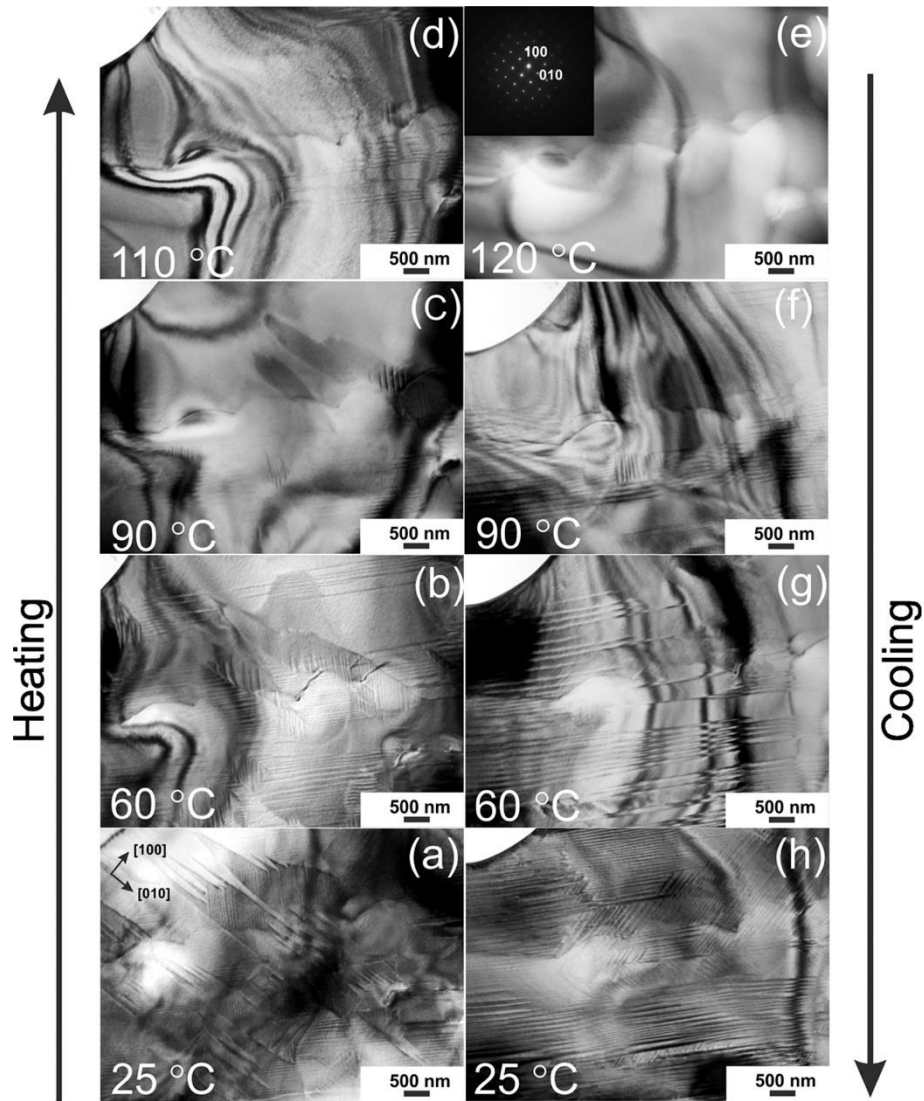 (d)
110 °C
500 nm
(e)
100
010
120 °C
500 nm
(c)
90 °C
500 nm
(f)
90 °C
500 nm
(b)
60 °C
500 nm
(g)
60 °C
500 nm
(a)
[100]
[010]
25 °C
500 nm
(h)
25 °C
500 nm
Heating
Cooling